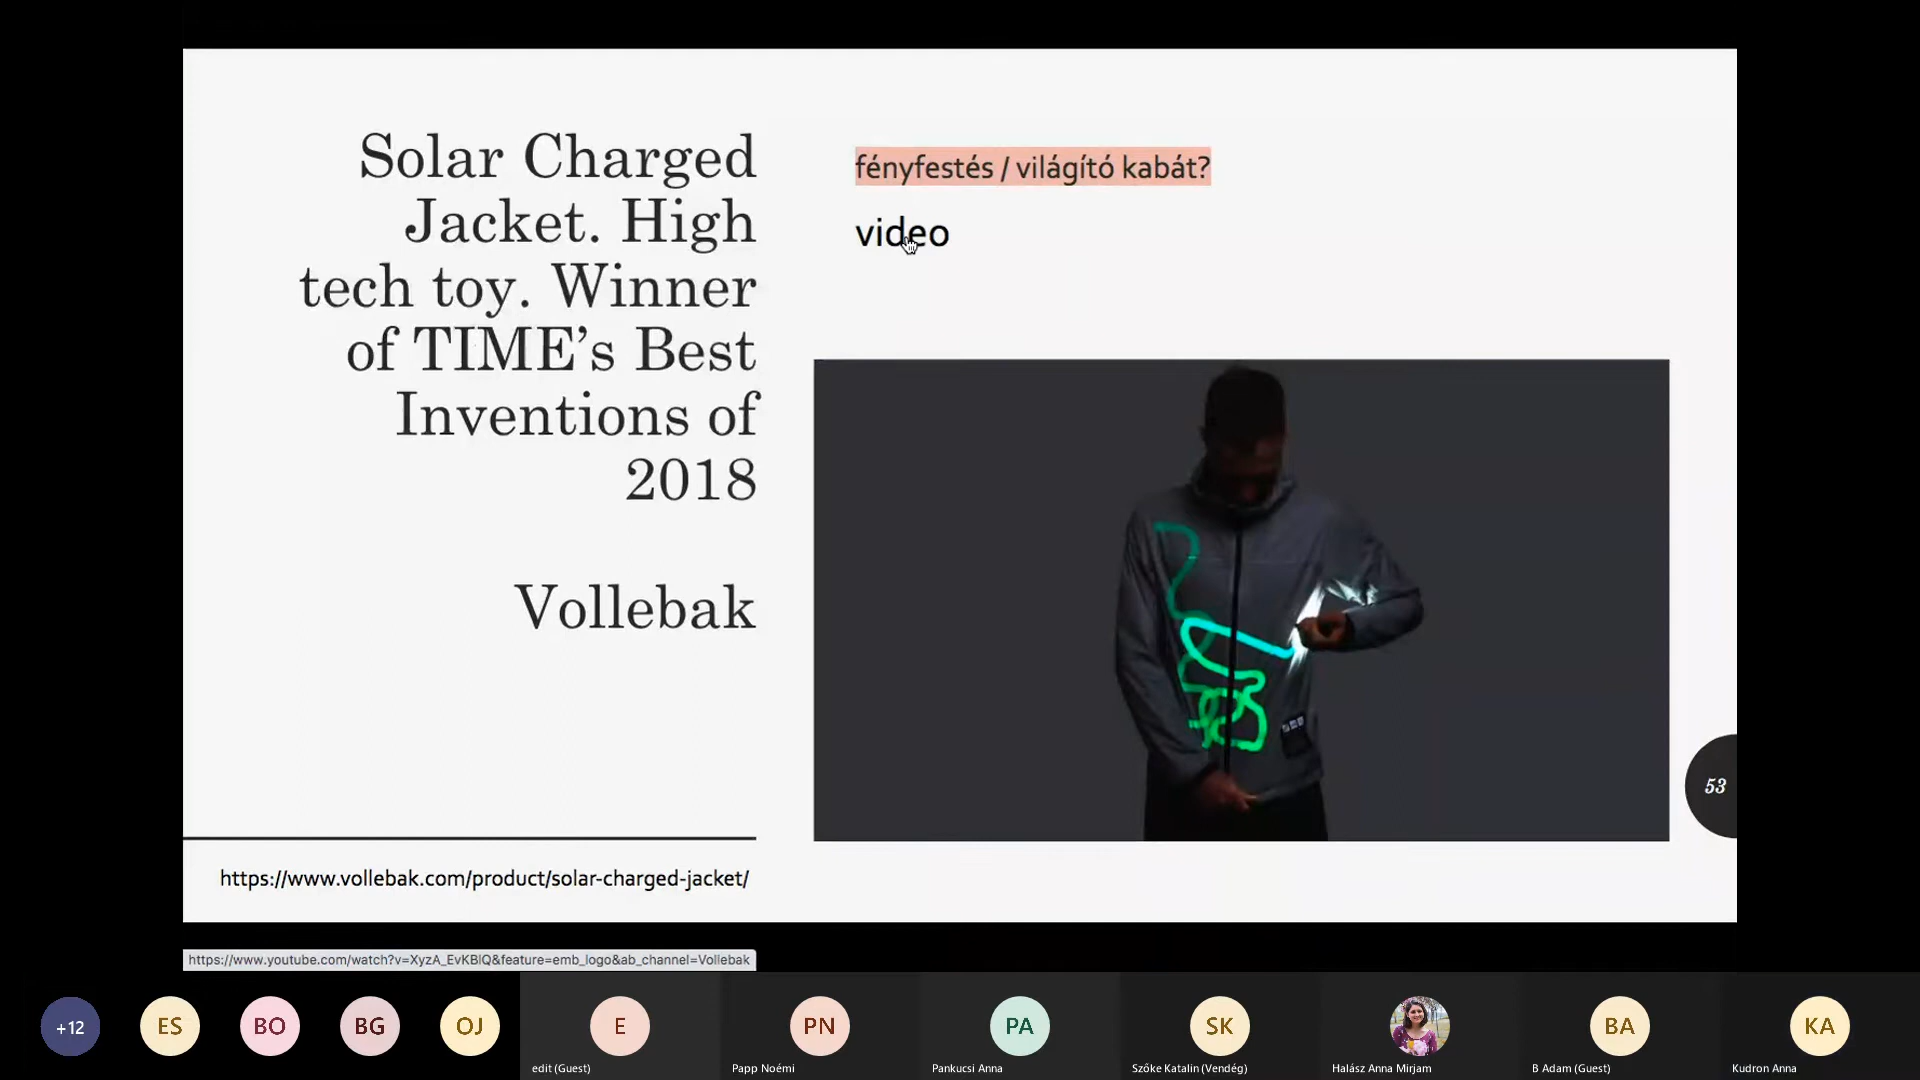 Solar Charged
Jacket. High
tech toy. Winner
of TIME’s Best
Inventions of
2018
Vollebak
https://www.vollebak.com/product/solar-charged-jacket/
fényfestés / világító kabát?
video
53
https://www.youtube.com/watch?v=XyzA_EvKBlQ&feature=emb_logo&ab_channel=Vollebak
+12
ES
BO
BG
OJ
E
edit (Guest)
PN
Papp Noémi
PA
Pankucsi Anna
SK
Szőke Katalin (Vendég)
Halász Anna Mirjam
BA
B Adam (Guest)
KA
Kudron Anna